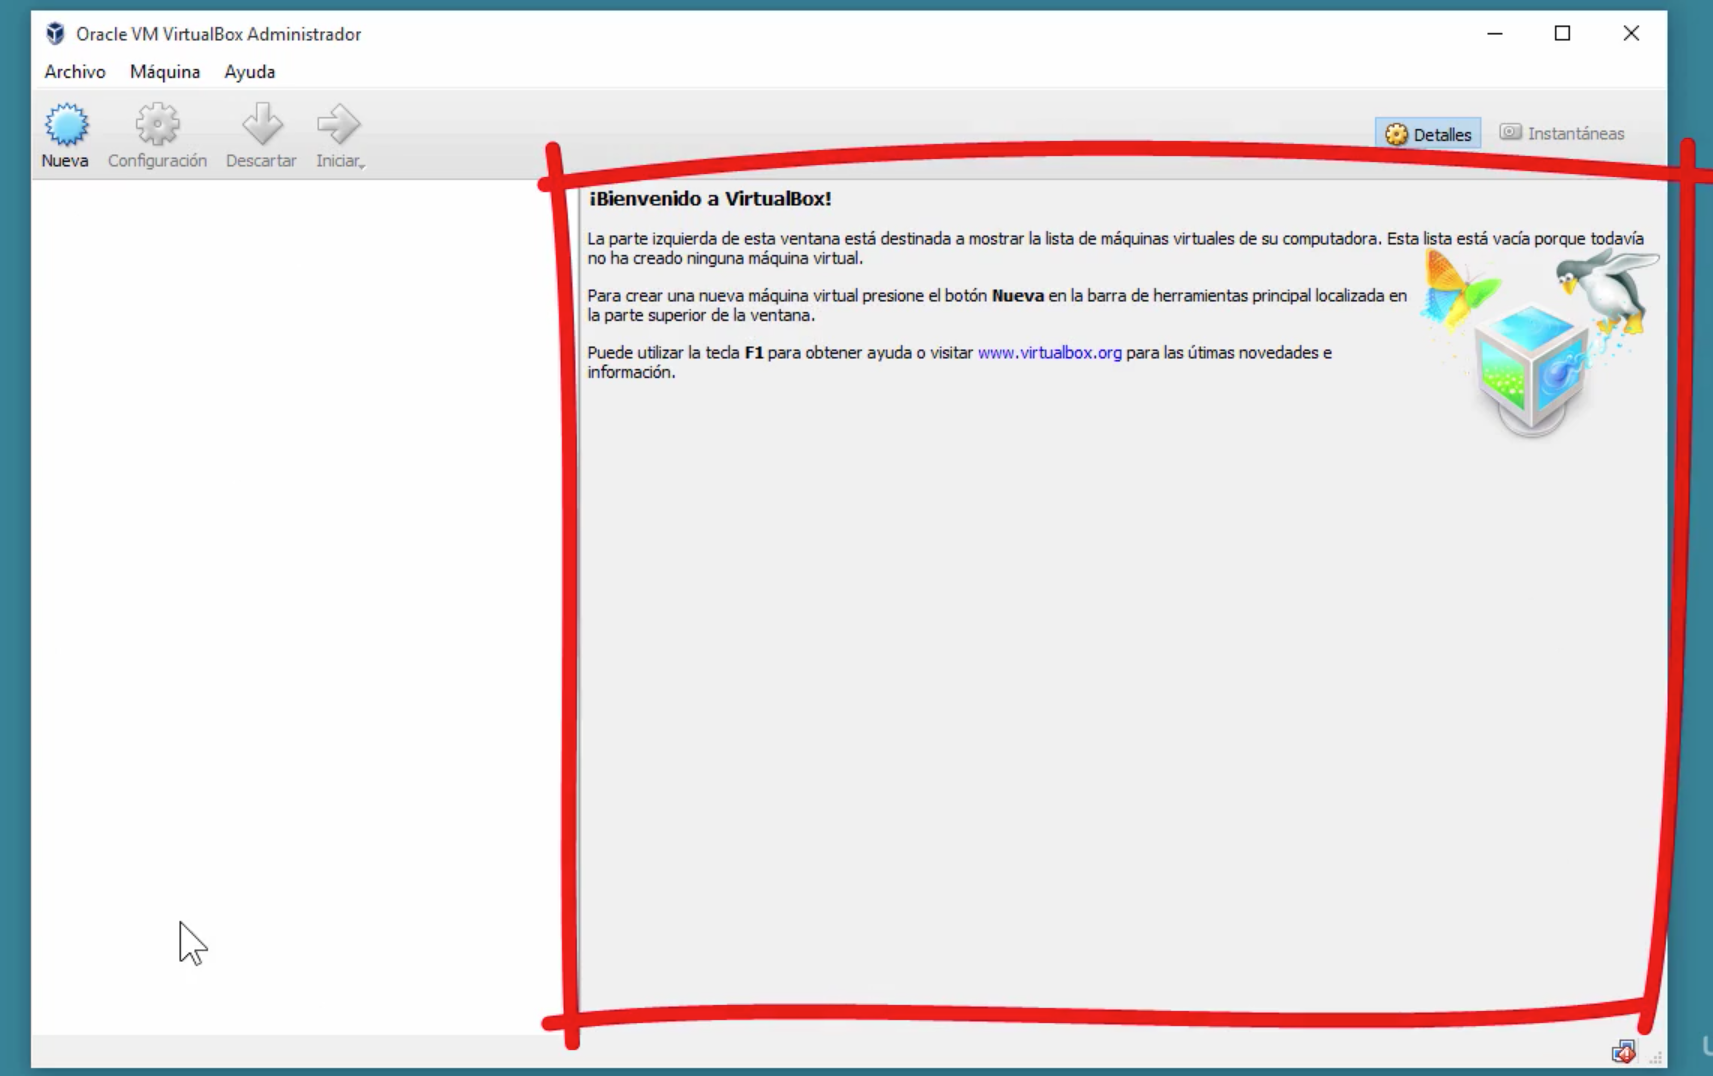 Oracle VM VirtualBox Administrador
Archivo Máquina Ayuda
Nueva Configuración Descartar Iniciar
Detalles Instantáneas
¡Bienvenido a VirtualBox!
La parte izquierda de esta ventana está destinada a mostrar la lista de máquinas virtuales de su computadora. Esta lista está vacía porque todavía
no ha creado ninguna máquina virtual.
Para crear una nueva máquina virtual presione el botón Nueva en la barra de herramientas principal localizada en
la parte superior de la ventana.
Puede utilizar la tecla F1 para obtener ayuda o visitar www.virtualbox.org para las útimas novedades e
información.